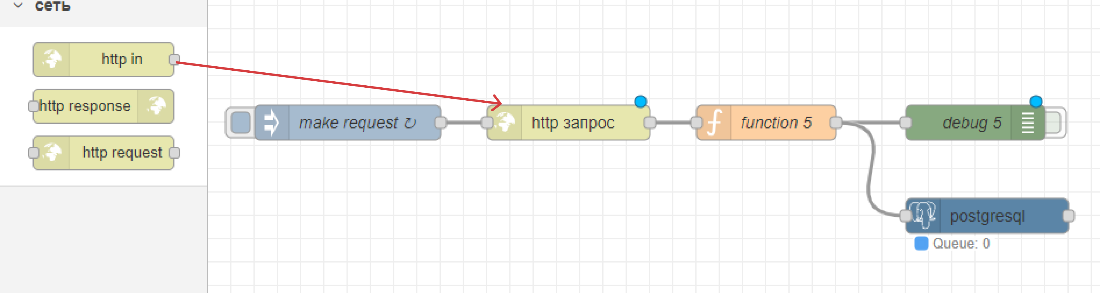 сеть
http in
http response
http request
make request ↻
http запрос
function 5
debug 5
postgresql
Queue: 0